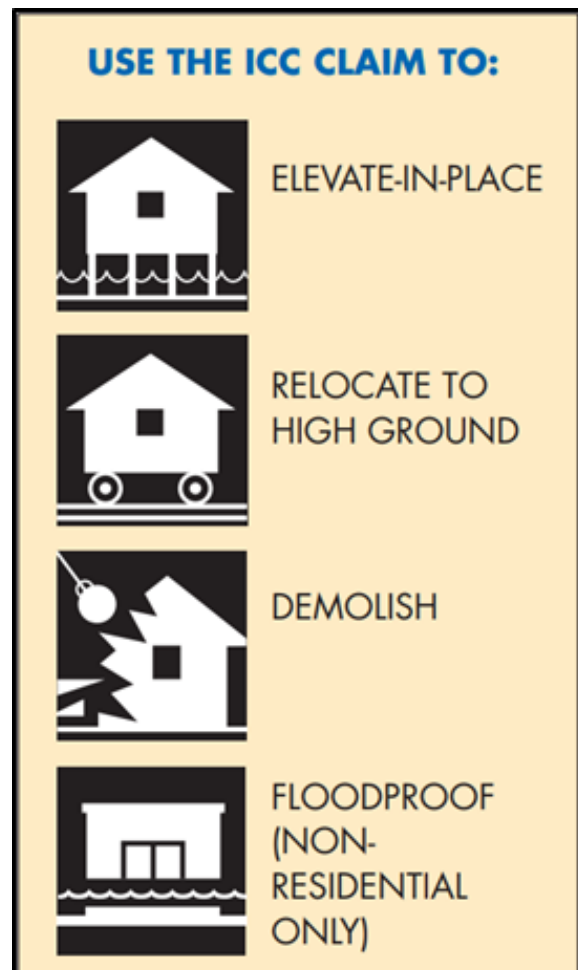 USE THE ICC CLAIM TO:
ELEVATE-IN-PLACE
RELOCATE TO
HIGH GROUND
DEMOLISH
FLOODPROOF
(NON-
RESIDENTIAL
ONLY)